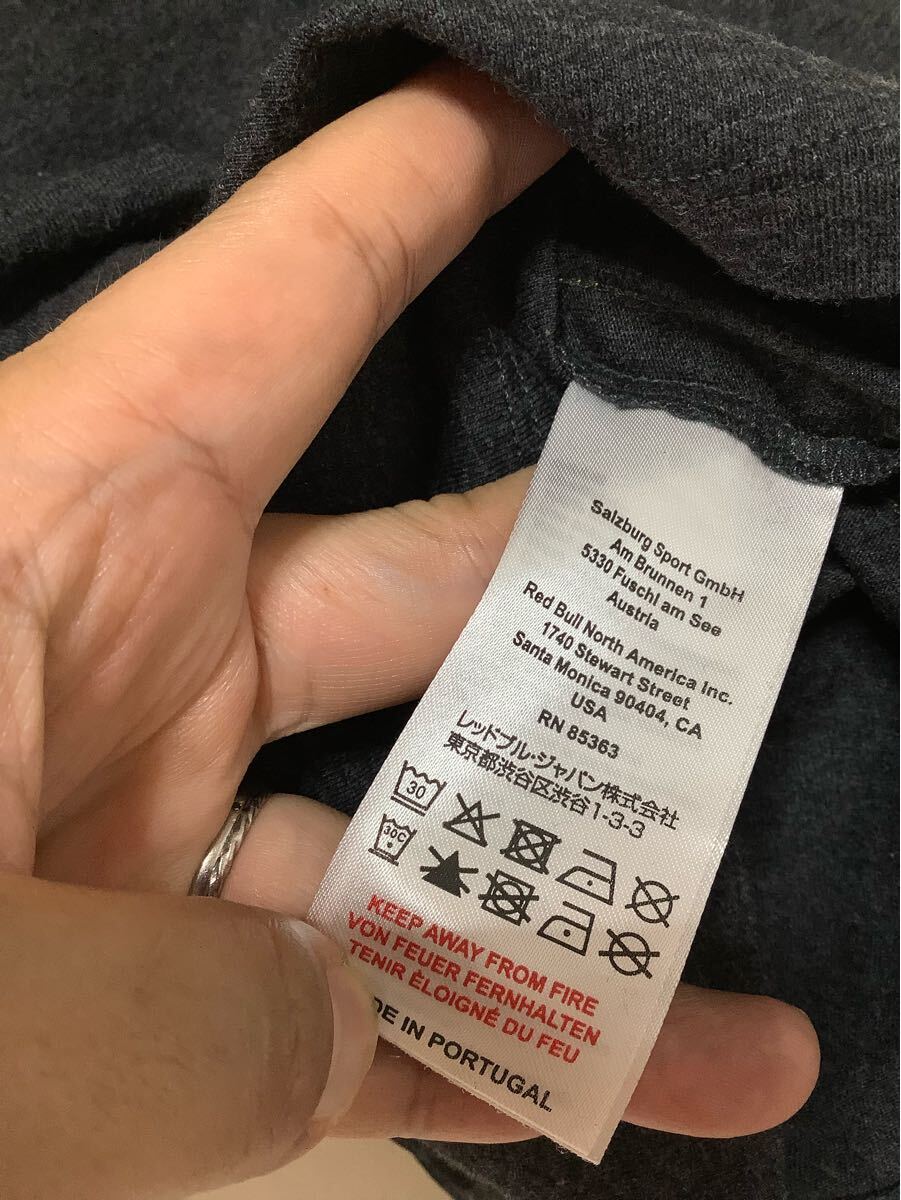 Salzburg Sport GmbH
Am Brunnen 1
5330 Fuschl am See
Austria
Red Bull North America Inc.
1740 Stewart Street
Santa Monica 90404, CA
USA
RN 85363
レッドブル・ジャパン株式会社
東京都渋谷区渋谷1-3-3
30
30C
KEEP AWAY FROM FIRE
VON FEUER FERNHALTEN
TENIR ÉLOIGNÉ DU FEU
DE IN PORTUGAL